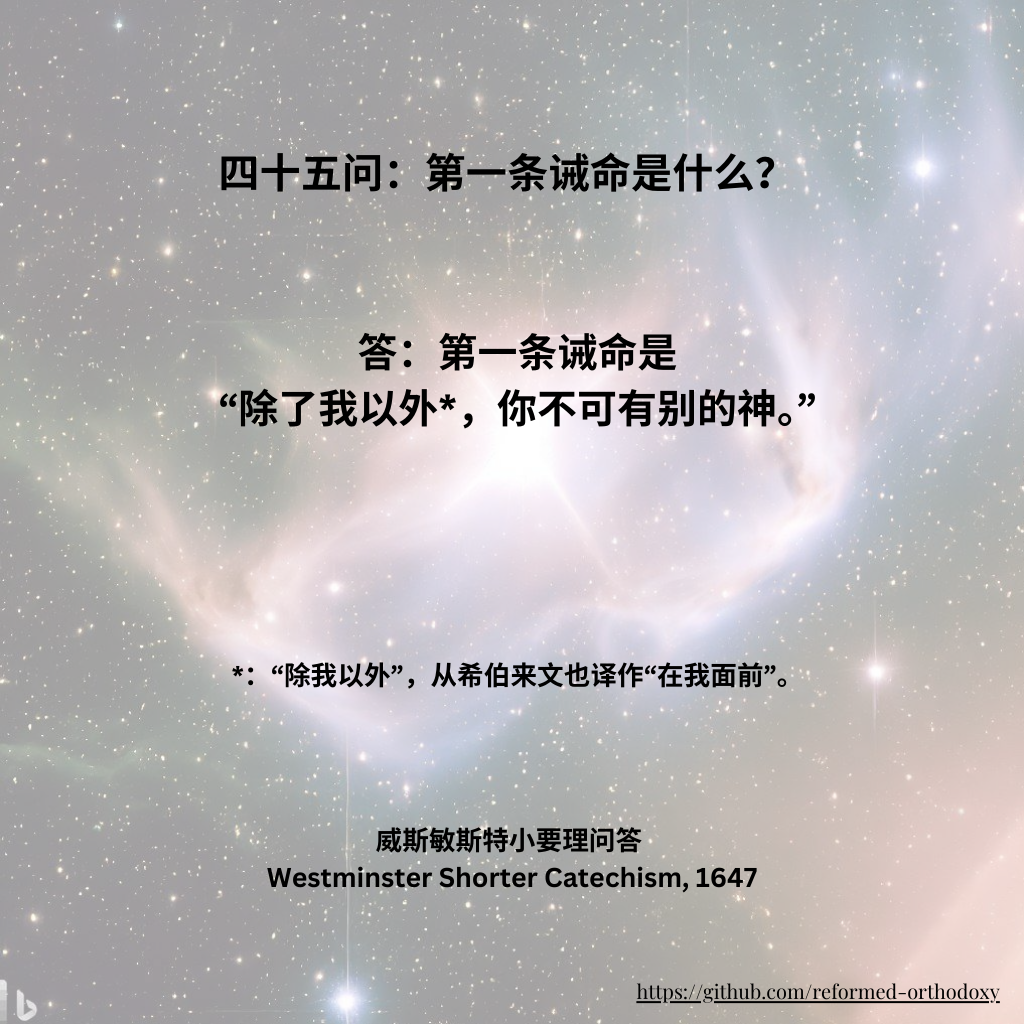 四十五问：第一条诫命是什么？
答：第一条诫命是
“除了我以外*，你不可有别的神。”
*：“除我以外”，从希伯来文也译作“在我面前”。
威斯敏斯特小要理问答
Westminster Shorter Catechism, 1647
https://github.com/reformed-orthodoxy